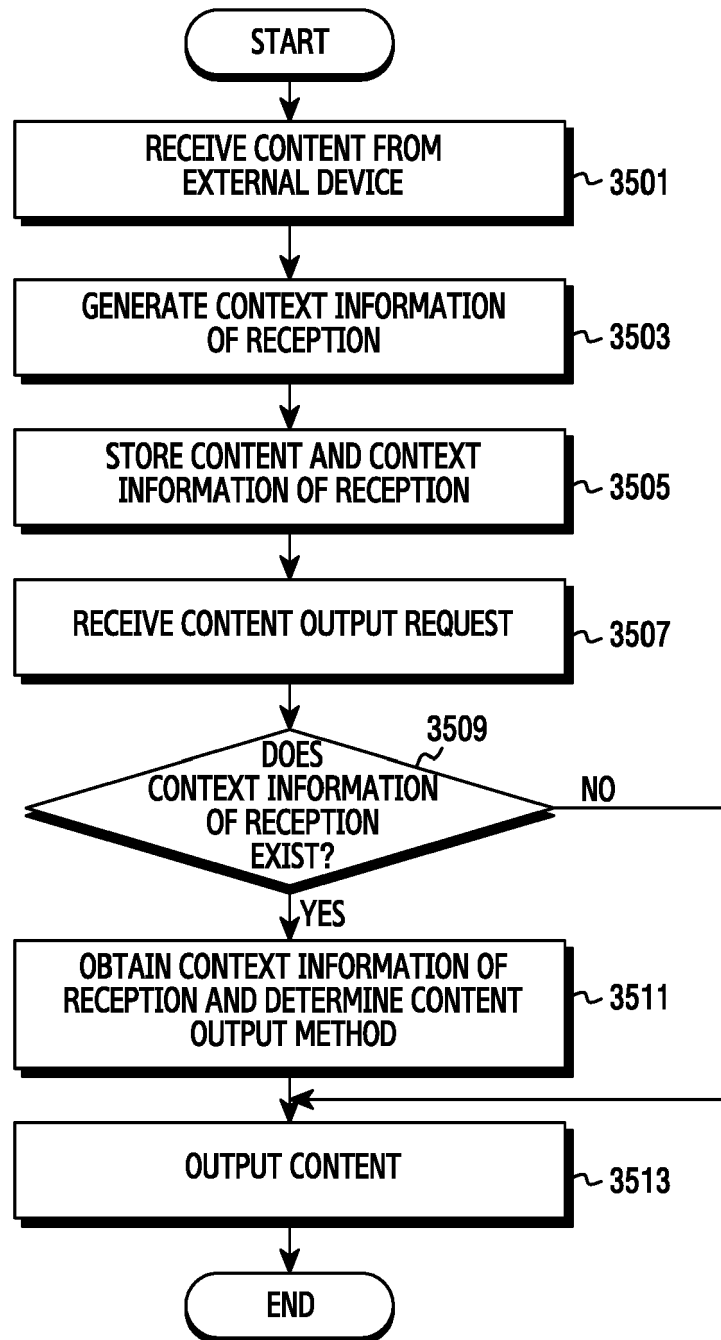 START
RECEIVE CONTENT FROM
EXTERNAL DEVICE
3501
GENERATE CONTEXT INFORMATION
OF RECEPTION
3503
STORE CONTENT AND CONTEXT
INFORMATION OF RECEPTION
3505
RECEIVE CONTENT OUTPUT REQUEST
3507
3509
DOES
CONTEXT INFORMATION
OF RECEPTION
EXIST?
NO
YES
OBTAIN CONTEXT INFORMATION OF
RECEPTION AND DETERMINE CONTENT
OUTPUT METHOD
3511
OUTPUT CONTENT
3513
END